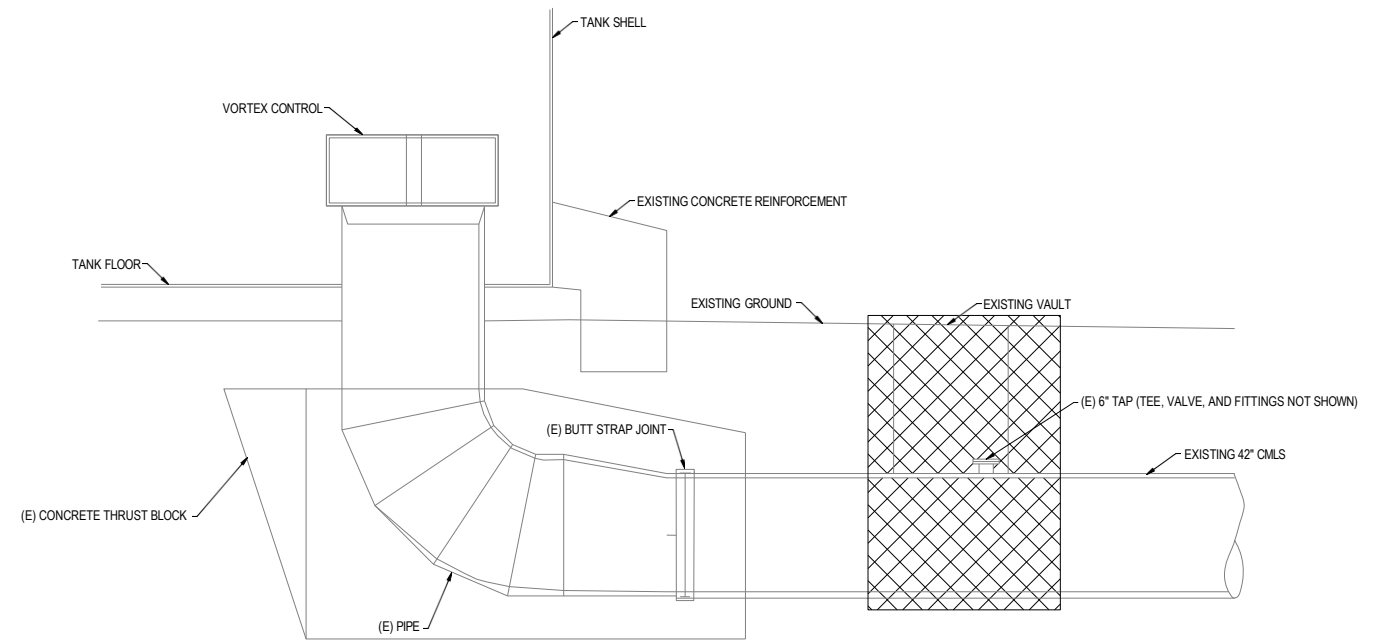 TANK SHELL
VORTEX CONTROL
EXISTING CONCRETE REINFORCEMENT
TANK FLOOR
EXISTING GROUND
EXISTING VAULT
(E) 6" TAP (TEE, VALVE, AND FITTINGS NOT SHOWN)
(E) BUTT STRAP JOINT
EXISTING 42" CMLS
(E) CONCRETE THRUST BLOCK
(E) PIPE